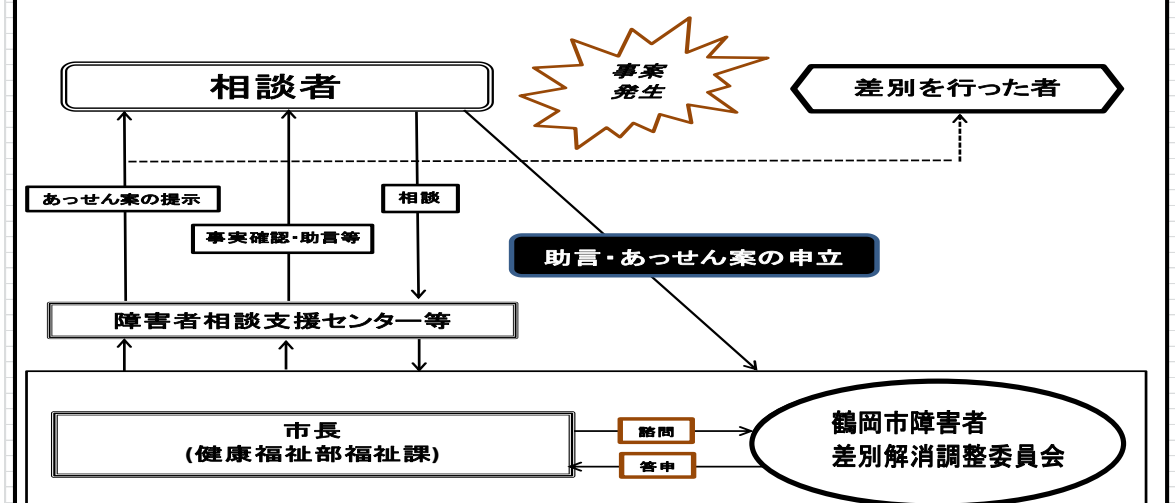 事案
発生
相談者
差別を行った者
あっせん案の提示
相談
事実確認・助言等
助言・あっせん案の申立
障害者相談支援センター等
市長
(健康福祉部福祉課)
諮問
答申
鶴岡市障害者
差別解消調整委員会